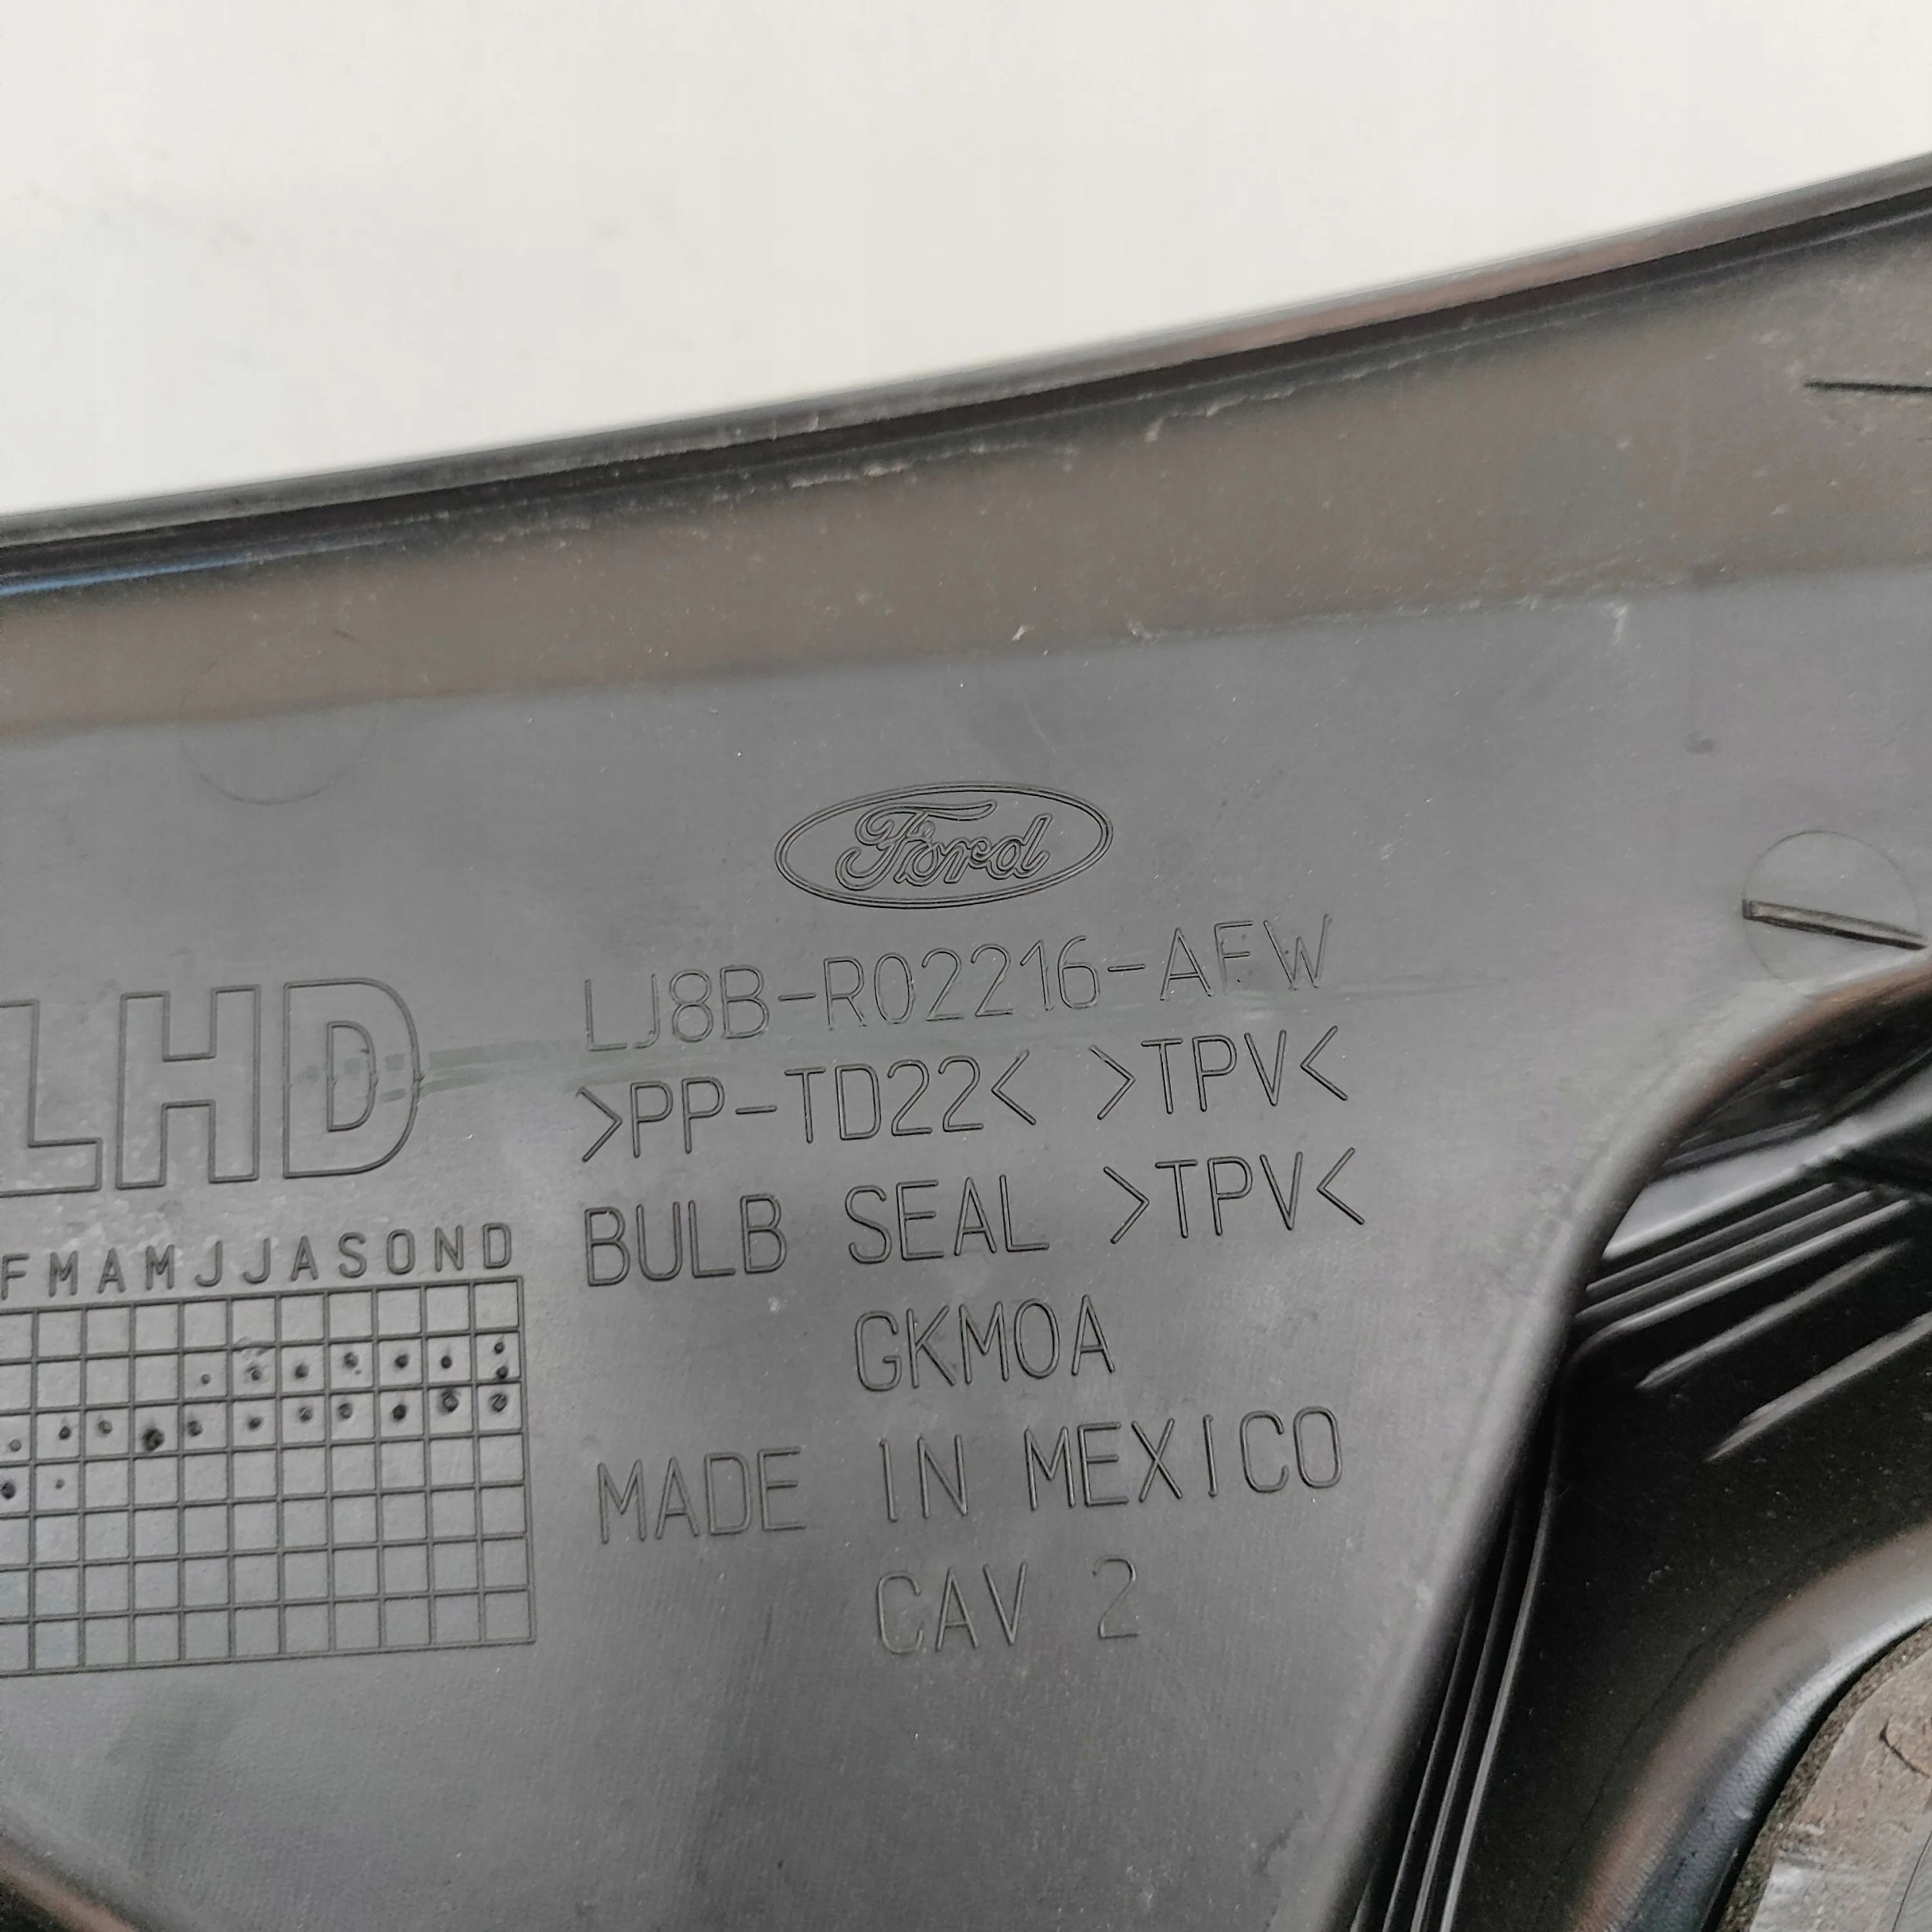 Ford
LHD
LJ8B-R02216-AFW
>PP-TD22< >TPV<
BULB SEAL >TPV<
FMAMJJASOND
GKM0A
MADE IN MEXICO
CAV 2